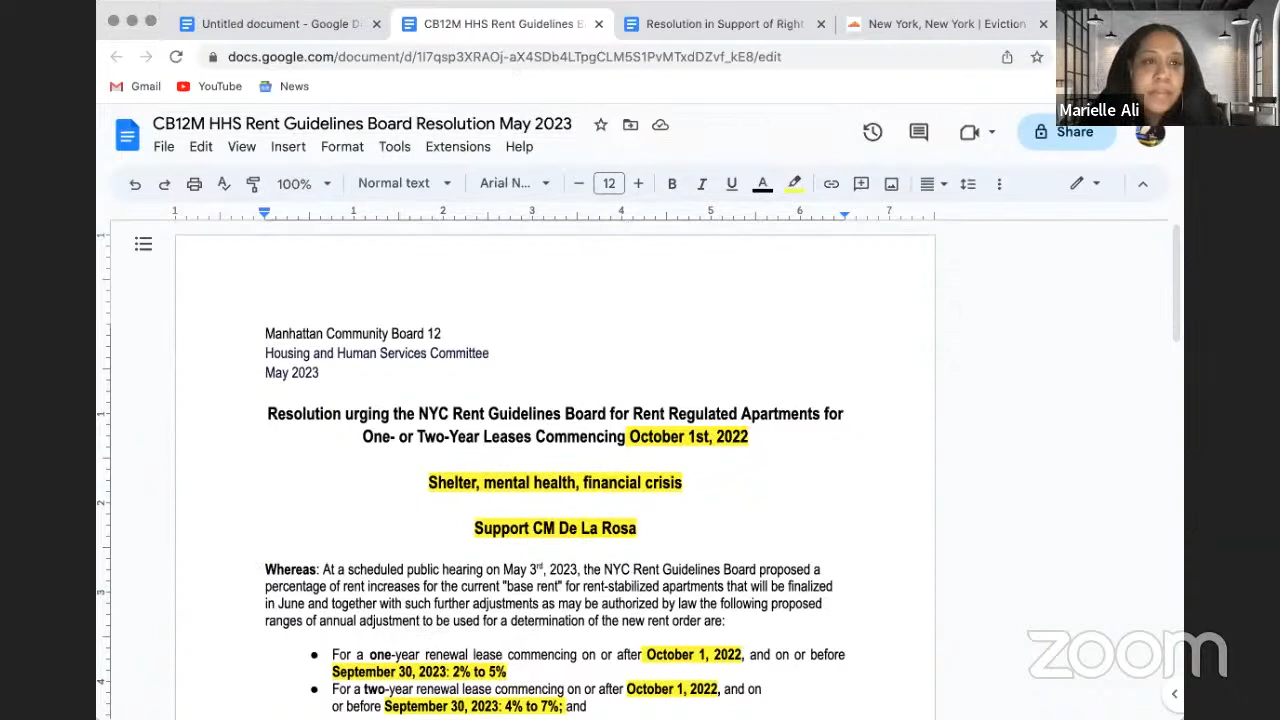 Untitled document - Google D
CB12M HHS Rent Guidelines B
Resolution in Support of Right
New York, New York | Eviction
docs.google.com/document/d/1I7qsp3XRAOj-aX4SDb4LTpgCLM5S1PvMTxdDZvf_kE8/edit
Gmail
YouTube
News
Marielle Ali
CB12M HHS Rent Guidelines Board Resolution May 2023
Share
File Edit View Insert Format Tools Extensions Help
100% Normal text Arial N... 12 B I U A
1 1 2 3 4 5 6 7
Manhattan Community Board 12
Housing and Human Services Committee
May 2023
Resolution urging the NYC Rent Guidelines Board for Rent Regulated Apartments for
One- or Two-Year Leases Commencing October 1st, 2022
Shelter, mental health, financial crisis
Support CM De La Rosa
Whereas: At a scheduled public hearing on May 3rd, 2023, the NYC Rent Guidelines Board proposed a
percentage of rent increases for the current "base rent" for rent-stabilized apartments that will be finalized
in June and together with such further adjustments as may be authorized by law the following proposed
ranges of annual adjustment to be used for a determination of the new rent order are:
● For a one-year renewal lease commencing on or after October 1, 2022, and on or before
September 30, 2023: 2% to 5%
● For a two-year renewal lease commencing on or after October 1, 2022, and on
or before September 30, 2023: 4% to 7%; and
zoom